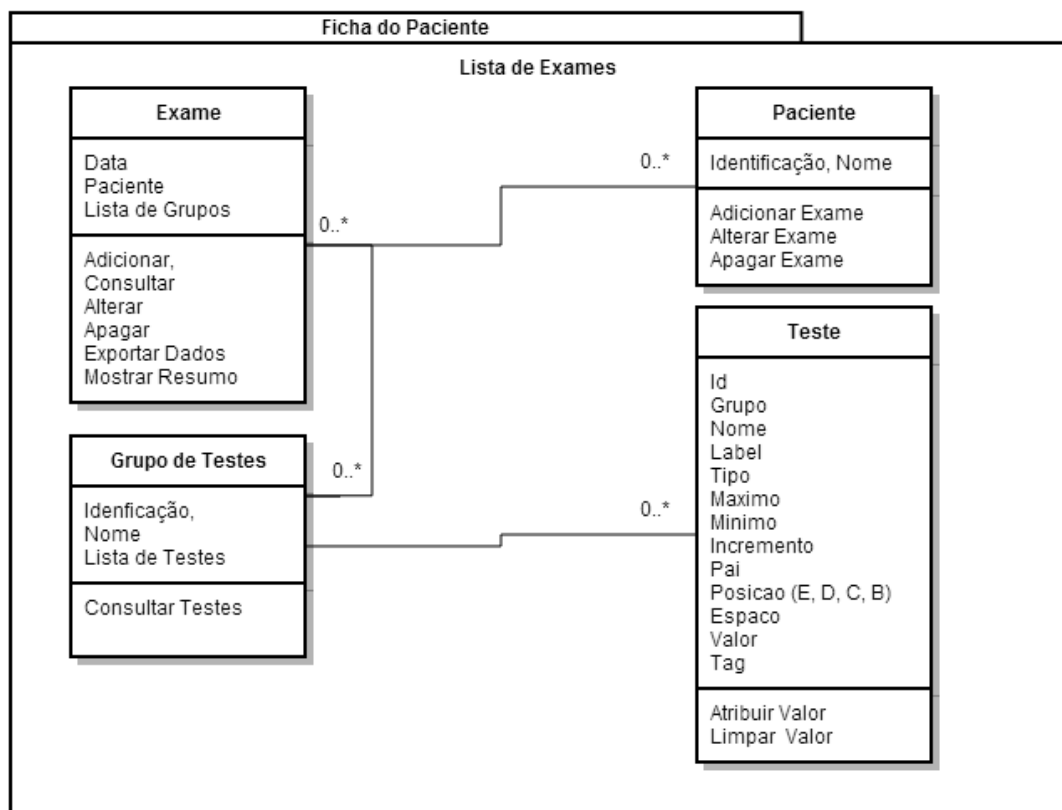 Ficha do Paciente
Lista de Exames
Exame
Data
Paciente
Lista de Grupos
Adicionar,
Consultar
Alterar
Apagar
Exportar Dados
Mostrar Resumo
0..*
0..*
Paciente
Identificação, Nome
Adicionar Exame
Alterar Exame
Apagar Exame
Grupo de Testes
Idenficação,
Nome
Lista de Testes
Consultar Testes
0..*
0..*
Teste
Id
Grupo
Nome
Label
Tipo
Maximo
Minimo
Incremento
Pai
Posicao (E, D, C, B)
Espaco
Valor
Tag
Atribuir Valor
Limpar Valor